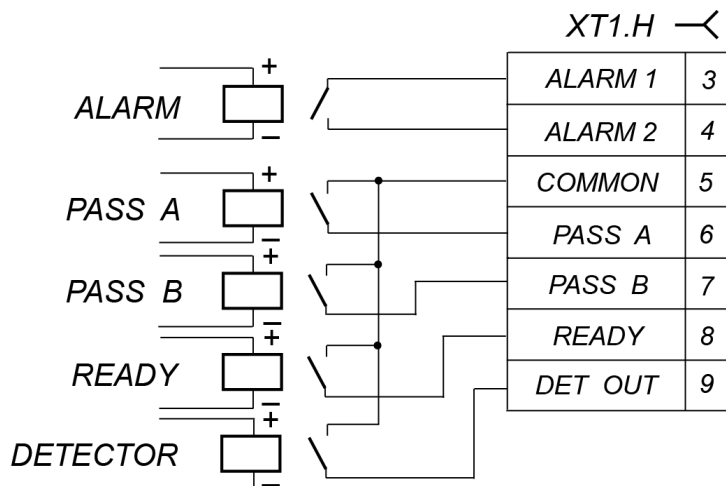 XT1.H
ALARM 1 3
ALARM 2 4
COMMON 5
PASS A 6
PASS B 7
READY 8
DET OUT 9
+
ALARM
−
+
PASS A
−
+
PASS B
−
+
READY
−
+
DETECTOR
−